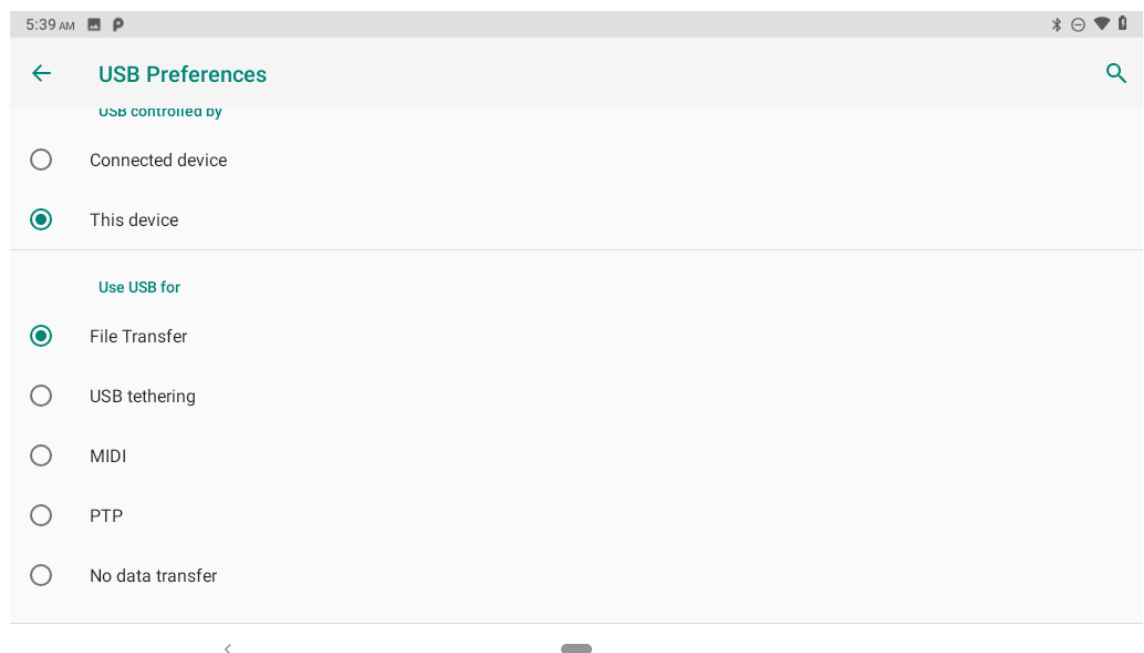 5:39 AM
USB Preferences
USB controlled by
Connected device
This device
Use USB for
File Transfer
USB tethering
MIDI
PTP
No data transfer